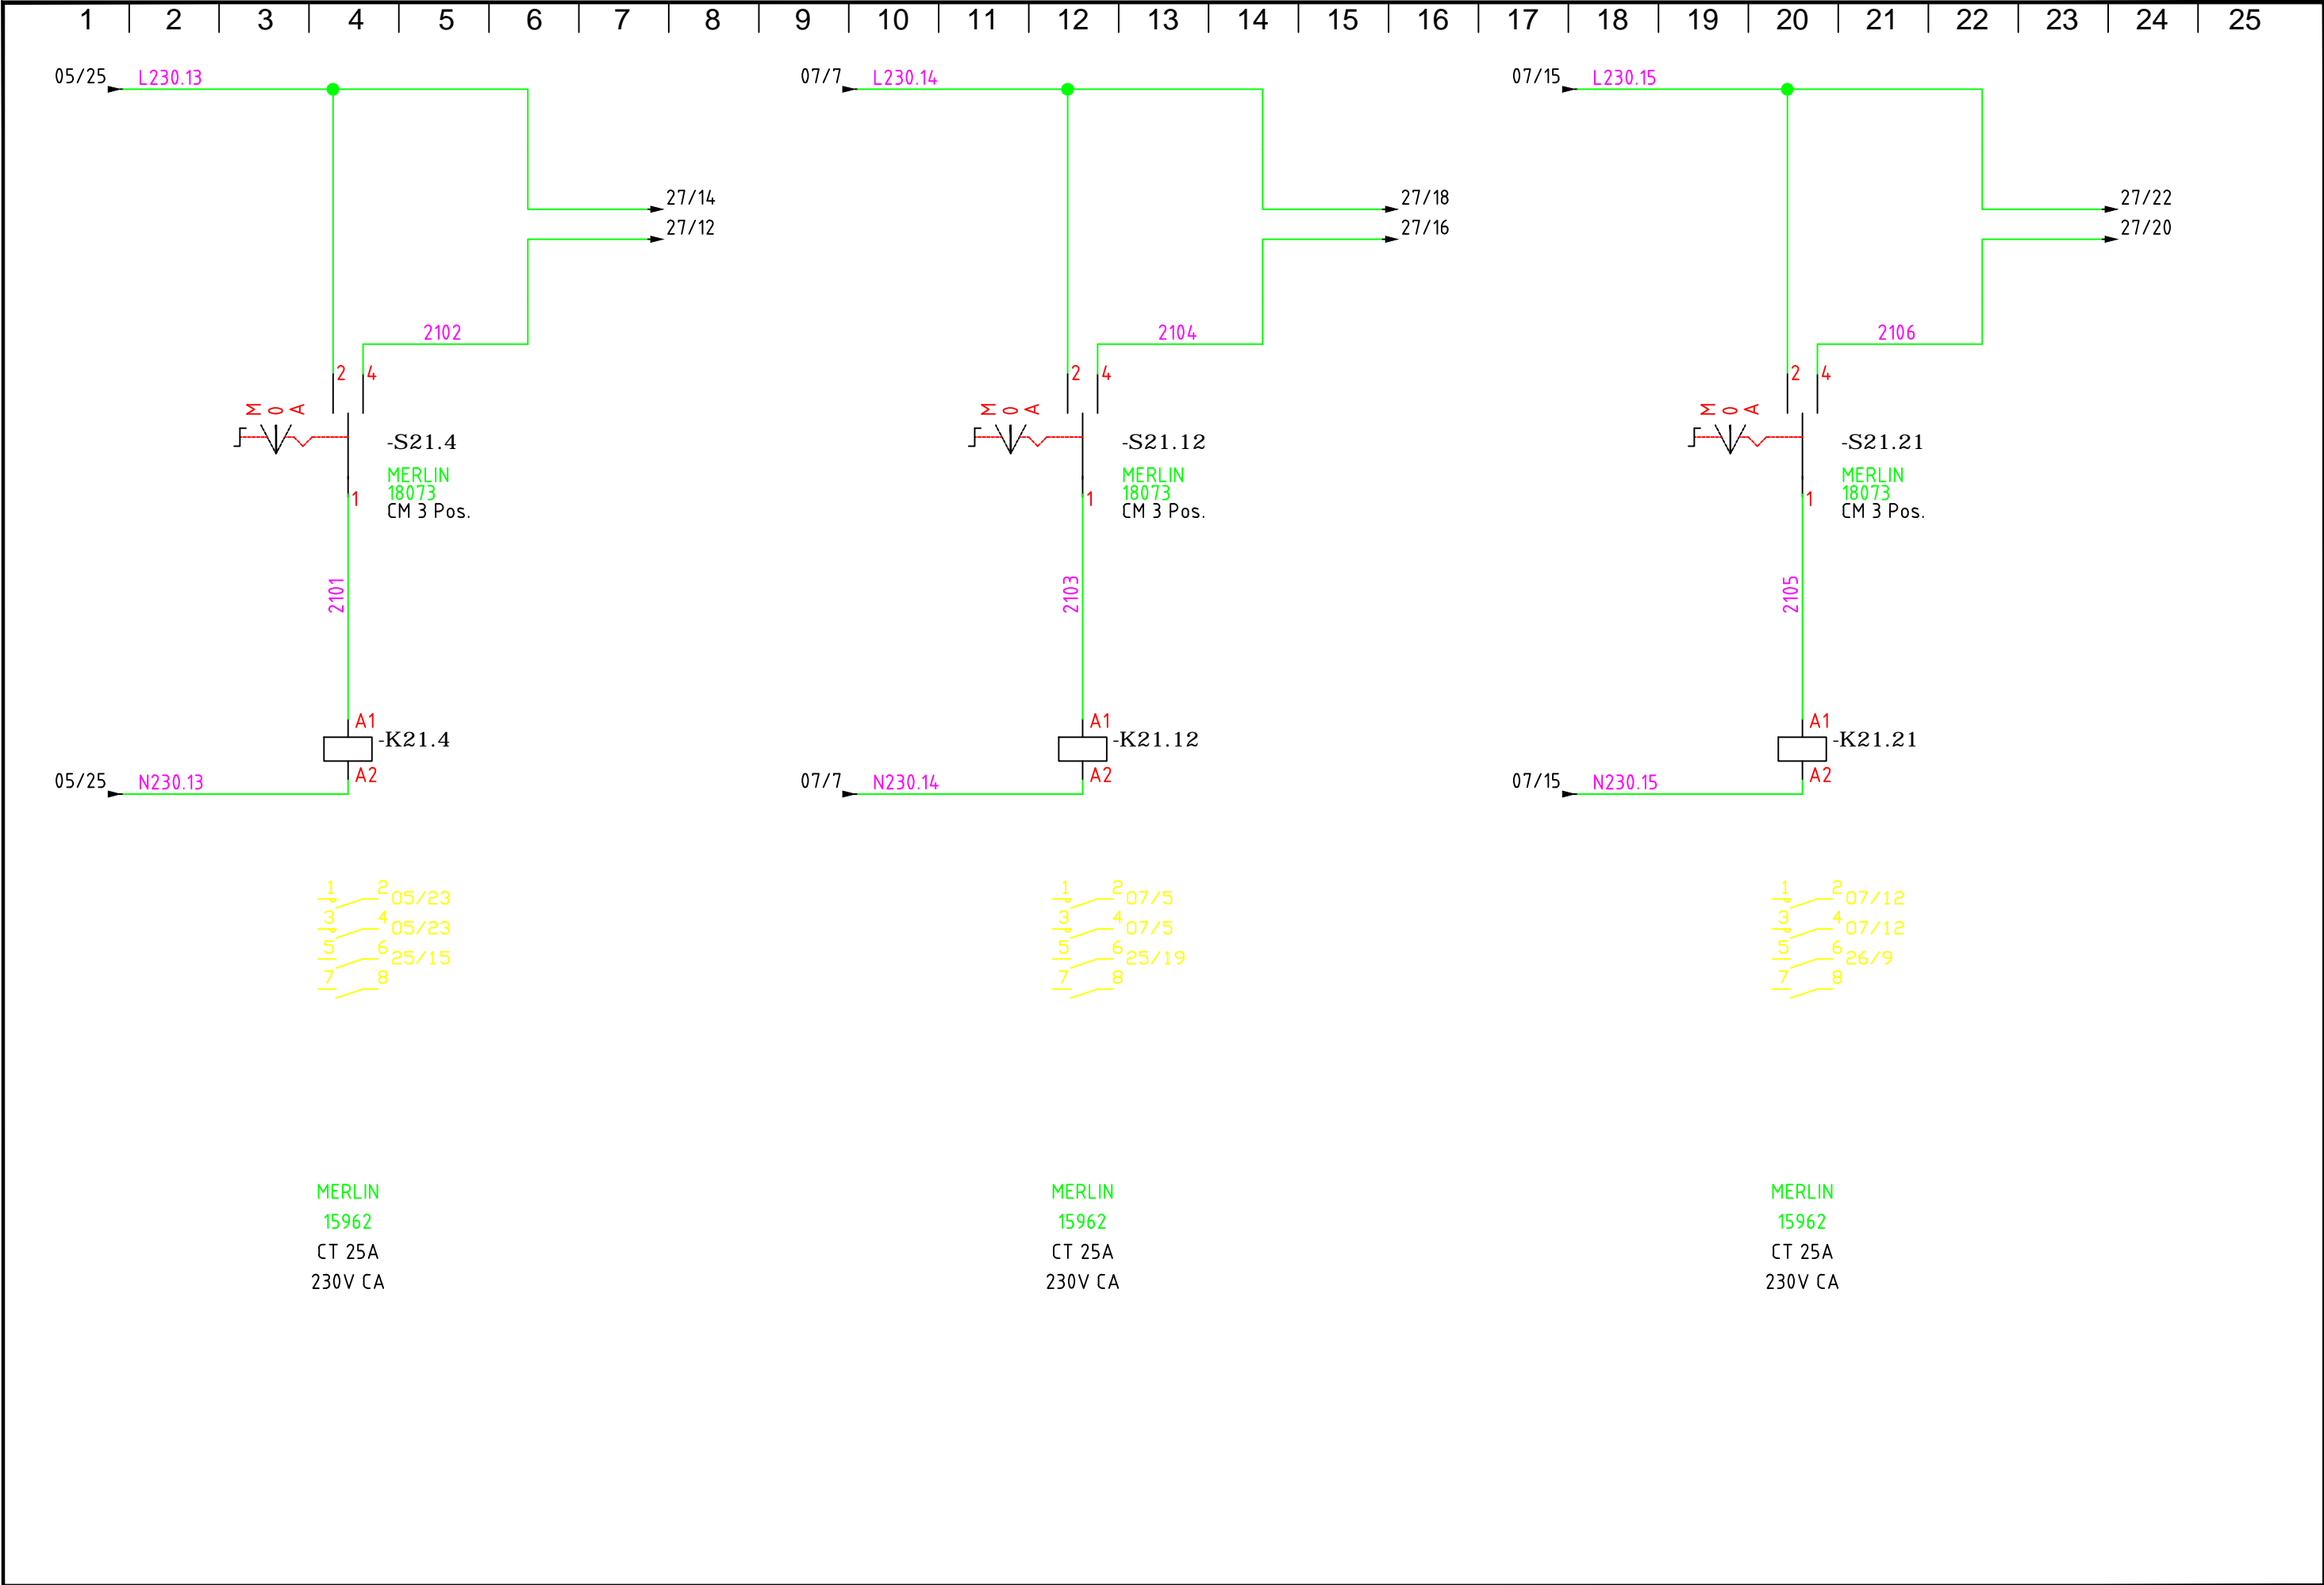 1 2 3 4 5 6 7 8 9 10 11 12 13 14 15 16 17 18 19 20 21 22 23 24 25
05/25 L230.13 07/7 L230.14 07/15 L230.15
27/14 27/18 27/22
27/12 27/16 27/20
2102 2104 2106
2 4 2 4 2 4
M 0 A M 0 A M 0 A
-S21.4 -S21.12 -S21.21
MERLIN MERLIN MERLIN
18073 18073 18073
1 CM 3 Pos. 1 CM 3 Pos. 1 CM 3 Pos.
2101 2103 2105
A1 A1 A1
-K21.4 -K21.12 -K21.21
A2 A2 A2
05/25 N230.13 07/7 N230.14 07/15 N230.15
1 2 05/23 1 2 07/5 1 2 07/12
3 4 05/23 3 4 07/5 3 4 07/12
5 6 25/15 5 6 25/19 5 6 26/9
7 8 7 8 7 8
MERLIN MERLIN MERLIN
15962 15962 15962
CT 25A CT 25A CT 25A
230V CA 230V CA 230V CA